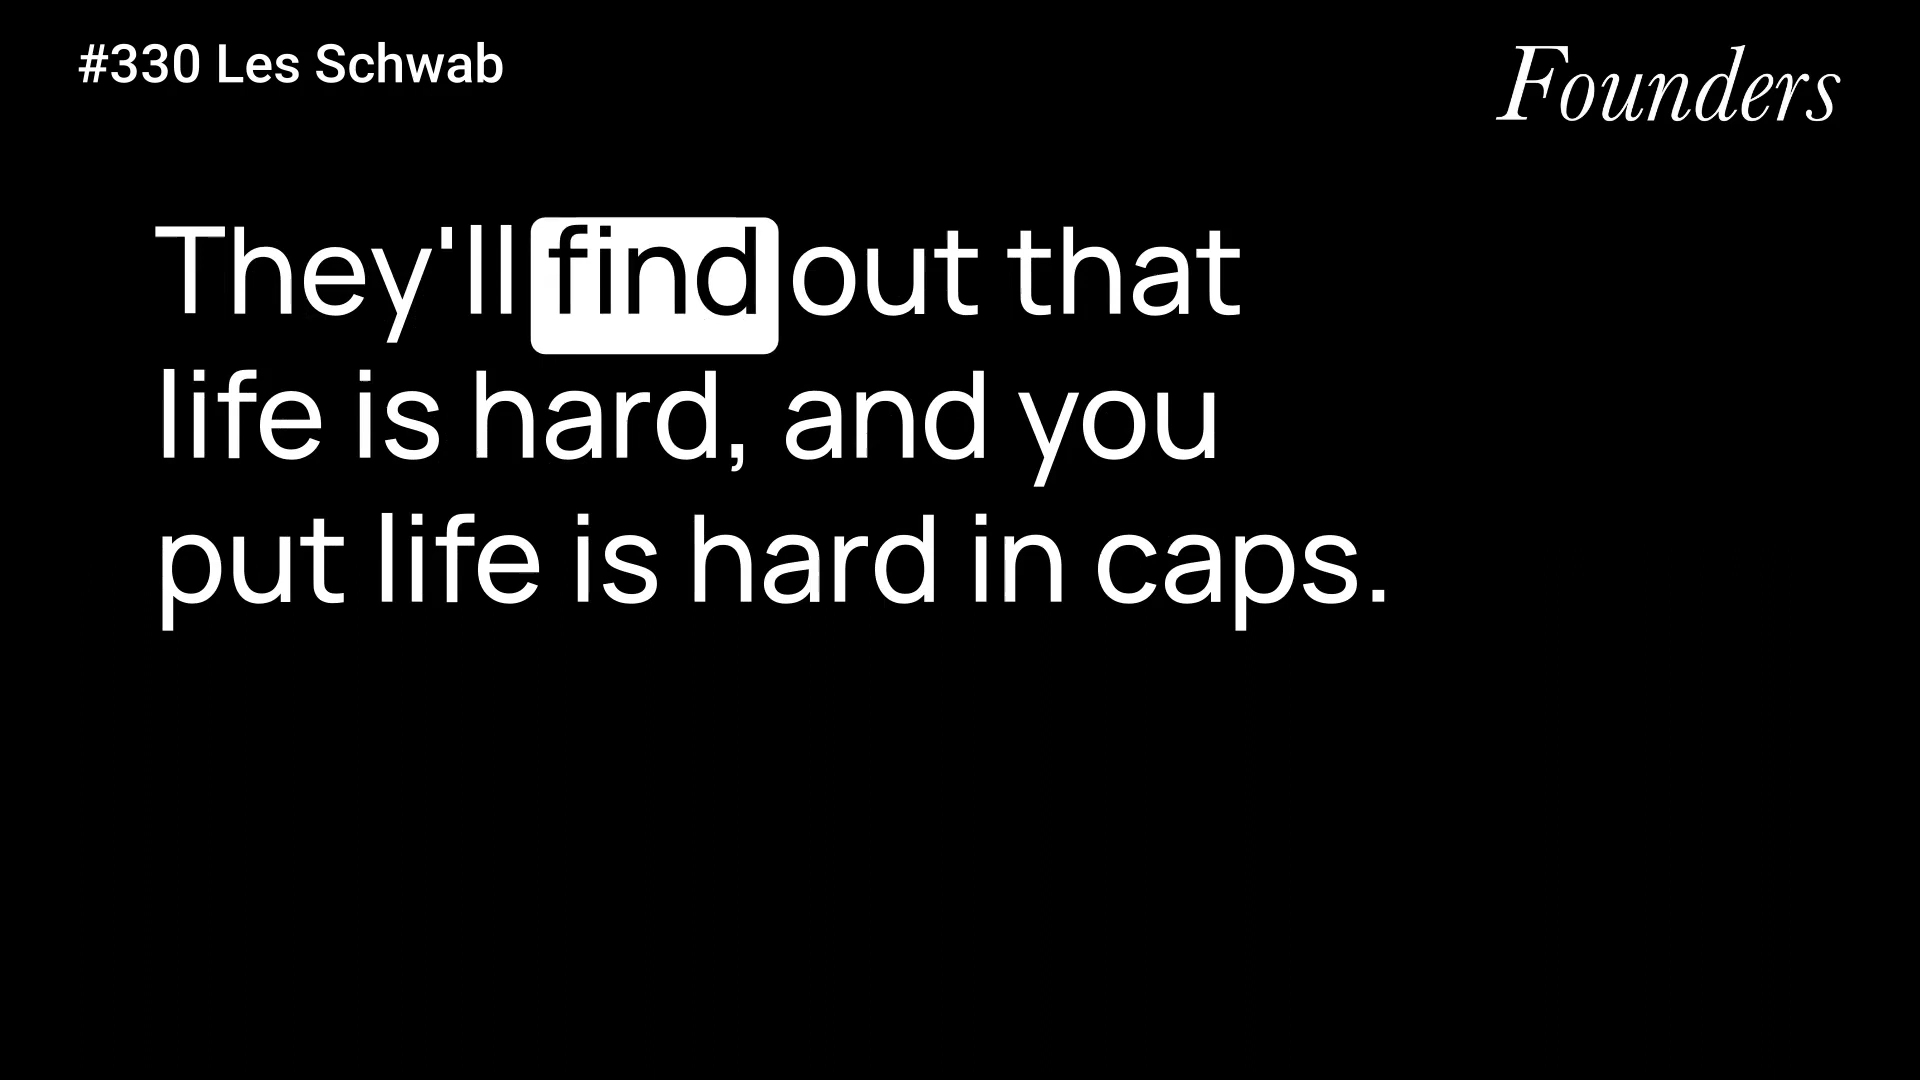 #330 Les Schwab
Founders
They'll find out that
life is hard, and you
put life is hard in caps.